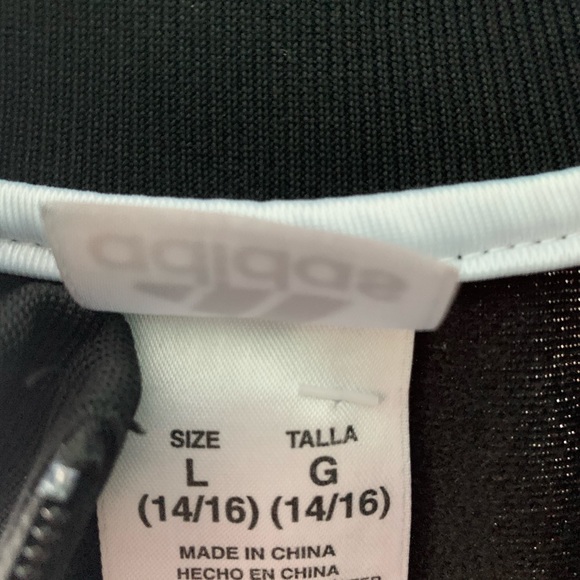 adidas
SIZE TALLA
L G
(14/16) (14/16)
MADE IN CHINA
HECHO EN CHINA